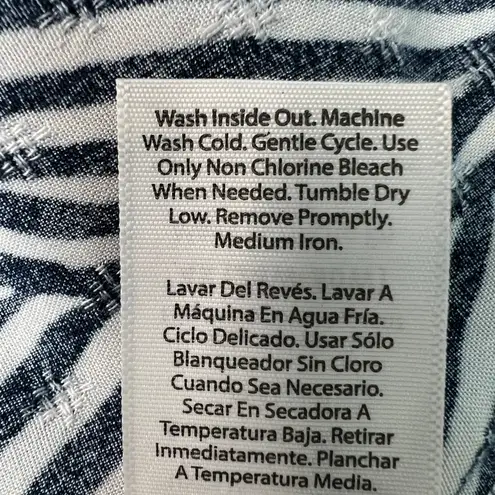 Wash Inside Out. Machine
Wash Cold. Gentle Cycle. Use
Only Non Chlorine Bleach
When Needed. Tumble Dry
Low. Remove Promptly.
Medium Iron.
Lavar Del Revés. Lavar A
Máquina En Agua Fría.
Ciclo Delicado. Usar Sólo
Blanqueador Sin Cloro
Cuando Sea Necesario.
Secar En Secadora A
Temperatura Baja. Retirar
Inmediatamente. Planchar
A Temperatura Media.